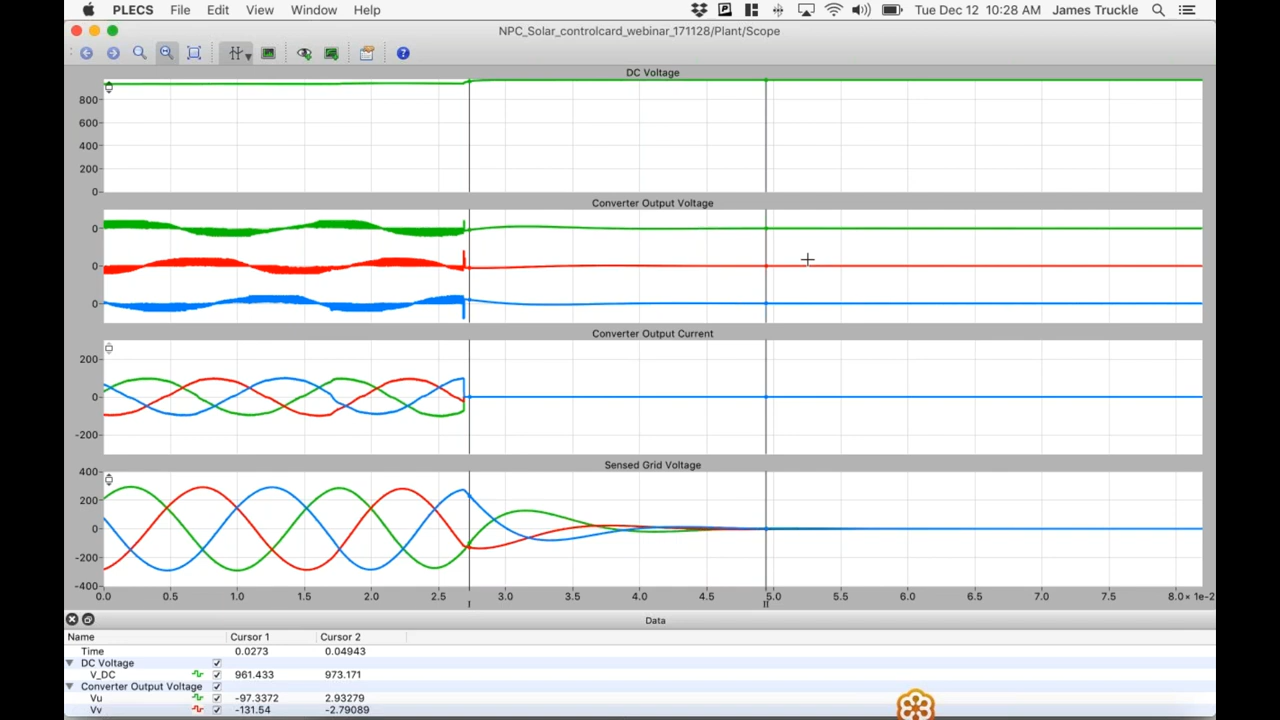 PLECS File Edit View Window Help Tue Dec 12 10:28 AM James Truckle
NPC_Solar_controlcard_webinar_171128/Plant/Scope
DC Voltage
800
600
400
200
0
Converter Output Voltage
0
0
0
Converter Output Current
200
0
-200
Sensed Grid Voltage
400
200
0
-200
-400
0.0 0.5 1.0 1.5 2.0 2.5 3.0 3.5 4.0 4.5 5.0 5.5 6.0 6.5 7.0 7.5 8.0 × 1e-2
I II
Data
Name Cursor 1 Cursor 2
Time 0.0273 0.04943
DC Voltage
V_DC 961.433 973.171
Converter Output Voltage
Vu -97.3372 2.93279
Vv -131.54 -2.79089